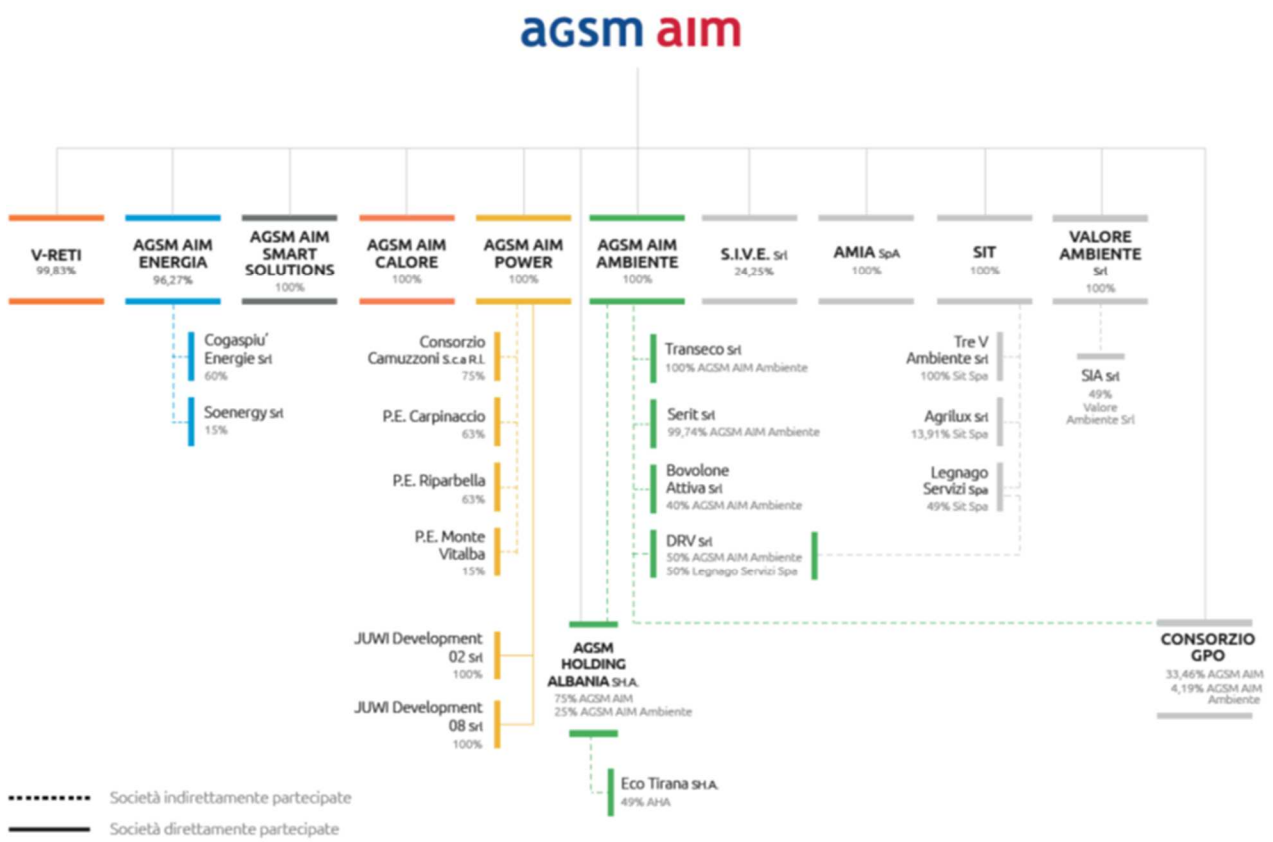 agsm aim
V-RETI
99,83%
AGSM AIM
ENERGIA
96,27%
AGSM AIM
SMART
SOLUTIONS
100%
AGSM AIM
CALORE
100%
AGSM AIM
POWER
100%
AGSM AIM
AMBIENTE
100%
S.I.V.E. Srl
24,25%
AMIA SpA
100%
SIT
100%
VALORE
AMBIENTE
Srl
100%
Cogaspiu’
Energie srl
60%
Soenergy srl
15%
Consorzio
Camuzzoni S.c.a R.l.
75%
P.E. Carpinaccio
63%
P.E. Riparbella
63%
P.E. Monte
Vitalba
15%
JUWI Development
02 srl
100%
JUWI Development
08 srl
100%
Transeco srl
100% AGSM AIM Ambiente
Serit srl
99,74% AGSM AIM Ambiente
Bovolone
Attiva srl
40% AGSM AIM Ambiente
DRV srl
50% AGSM AIM Ambiente
50% Legnago Servizi Spa
Tre V
Ambiente srl
100% Sit Spa
Agrilux srl
13,91% Sit Spa
Legnago
Servizi Spa
49% Sit Spa
SIA srl
49%
Valore
Ambiente Srl
AGSM
HOLDING
ALBANIA SH.A.
75% AGSM AIM
25% AGSM AIM Ambiente
Eco Tirana SH.A.
49% AHA
CONSORZIO
GPO
33,46% AGSM AIM
4,19% AGSM AIM
Ambiente
Società indirettamente partecipate
Società direttamente partecipate